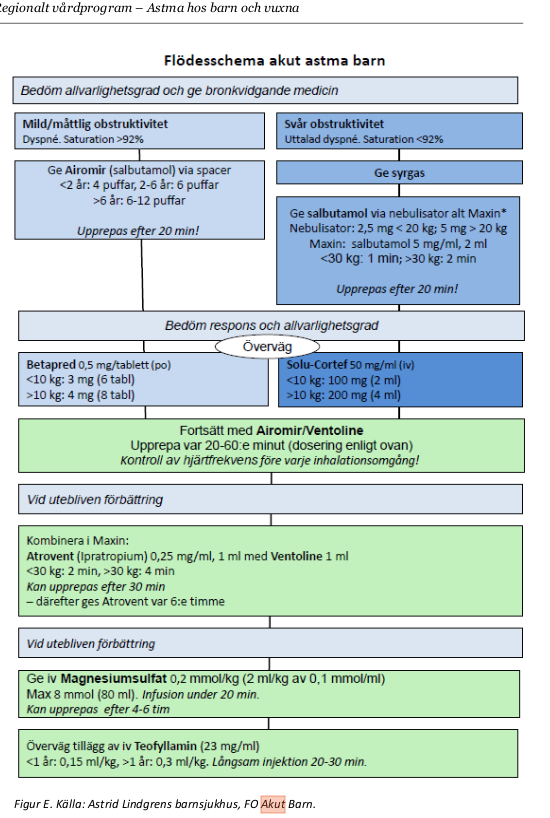 Regionalt vårdprogram – Astma hos barn och vuxna
Flödesschema akut astma barn
Bedöm allvarlighetsgrad och ge bronkvidgande medicin
Mild/måttlig obstruktivitet
Dyspné. Saturation >92%
Svår obstruktivitet
Uttalad dyspné. Saturation <92%
Ge Airomir (salbutamol) via spacer
<2 år: 4 puffar, 2-6 år: 6 puffar
>6 år: 6-12 puffar
Upprepas efter 20 min!
Ge syrgas
Ge salbutamol via nebulisator alt Maxin*
Nebulisator: 2,5 mg < 20 kg; 5 mg > 20 kg
Maxin: salbutamol 5 mg/ml, 2 ml
<30 kg: 1 min; >30 kg: 2 min
Upprepas efter 20 min!
Bedöm respons och allvarlighetsgrad
Överväg
Betapred 0,5 mg/tablett (po)
<10 kg: 3 mg (6 tabl)
>10 kg: 4 mg (8 tabl)
Solu-Cortef 50 mg/ml (iv)
<10 kg: 100 mg (2 ml)
>10 kg: 200 mg (4 ml)
Fortsätt med Airomir/Ventoline
Upprepa var 20-60:e minut (dosering enligt ovan)
Kontroll av hjärtfrekvens före varje inhalationsomgång!
Vid utebliven förbättring
Kombinera i Maxin:
Atrovent (Ipratropium) 0,25 mg/ml, 1 ml med Ventoline 1 ml
<30 kg: 2 min, >30 kg: 4 min
Kan upprepas efter 30 min
– därefter ges Atrovent var 6:e timme
Vid utebliven förbättring
Ge iv Magnesiumsulfat 0,2 mmol/kg (2 ml/kg av 0,1 mmol/ml)
Max 8 mmol (80 ml). Infusion under 20 min.
Kan upprepas efter 4-6 tim
Överväg tillägg av iv Teofyllamin (23 mg/ml)
<1 år: 0,15 ml/kg, >1 år: 0,3 ml/kg. Långsam injektion 20-30 min.
Figur E. Källa: Astrid Lindgrens barnsjukhus, FO Akut Barn.